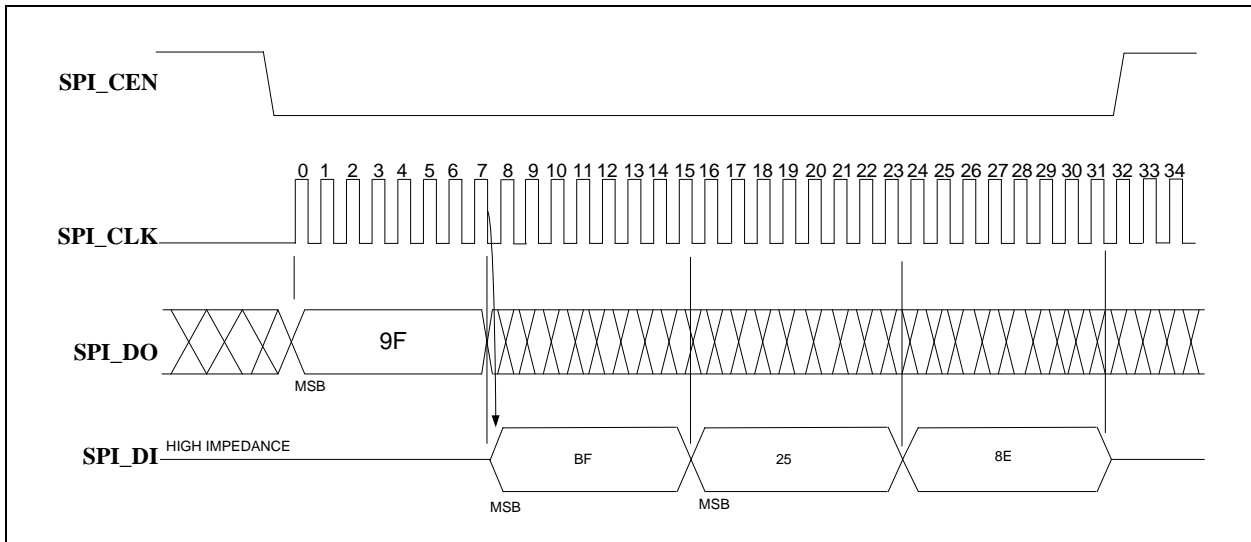 SPI_CEN
0 1 2 3 4 5 6 7 8 9 10 11 12 13 14 15 16 17 18 19 20 21 22 23 24 25 26 27 28 29 30 31 32 33 34
SPI_CLK
SPI_DO
9F
MSB
SPI_DI
HIGH IMPEDANCE
BF
25
8E
MSB
MSB